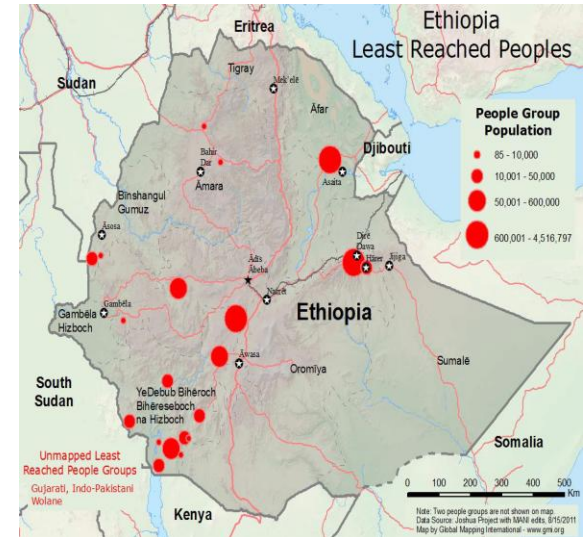 Ethiopia
Least Reached Peoples
Eritrea
Sudan
Tigray
Mek'elē
Āfar
People Group
Population
85 - 10,000
10,001 - 50,000
50,001 - 600,000
600,001 - 4,516,797
Djibouti
Bahir
Dar
Āmara
Asaita
Binshangul
Gumuz
Āsosa
Dirē
Dawa
Hārer
Jijiga
Ādīs
Ābeba
Nazrēt
Gambēla
Gambēla
Hizboch
Ethiopia
Āwasa
Oromīya
Sumalē
South
Sudan
YeDebub Bihēroch
Bihēreseboch
na Hizboch
Unmapped Least
Reached People Groups
Gujarati, Indo-Pakistani
Wolane
Somalia
Kenya
0 100 200 300 400 500
Km
Note: Two people groups are not shown on map.
Data Source: Joshua Project with MANI edits, 8/15/2011
Map by Global Mapping International - www.gmi.org